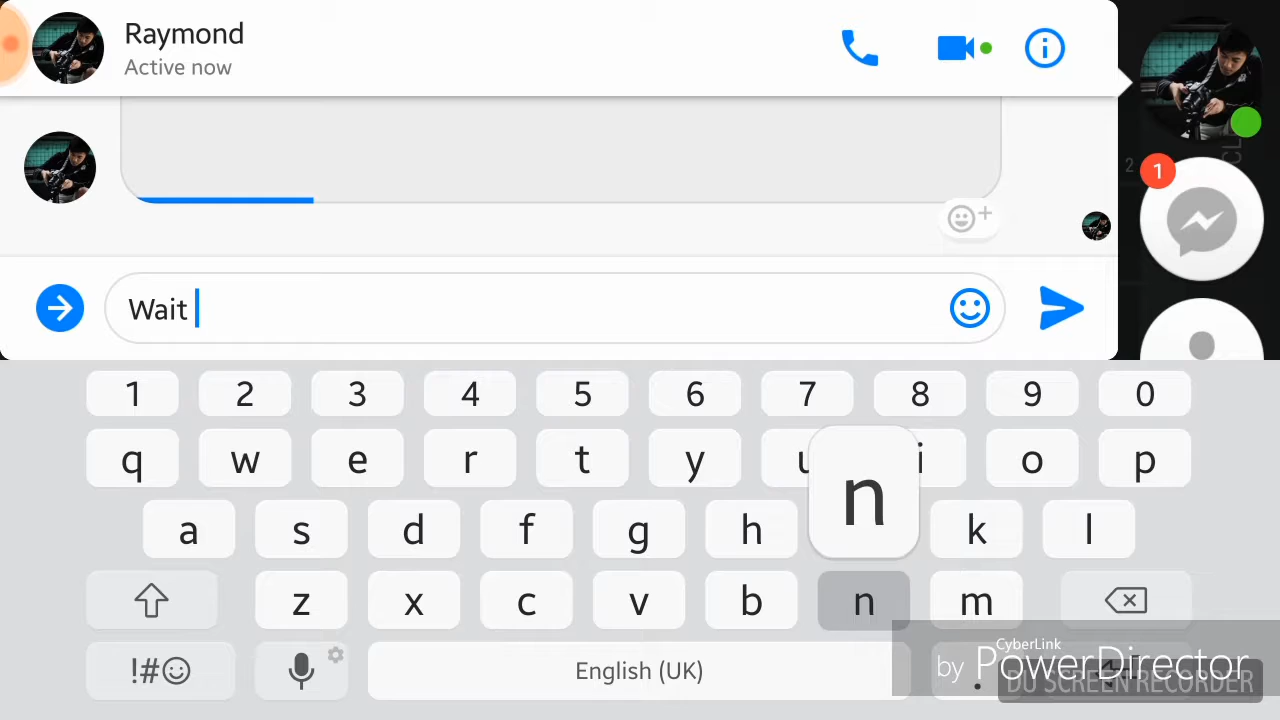 Raymond
Active now
1
2
Wait
1 2 3 4 5 6 7 8 9 0
q w e r t y u i o p
n
a s d f g h k l
z x c v b n m
!#
English (UK)
CyberLink
by PowerDirector
DU SCREEN RECORDER